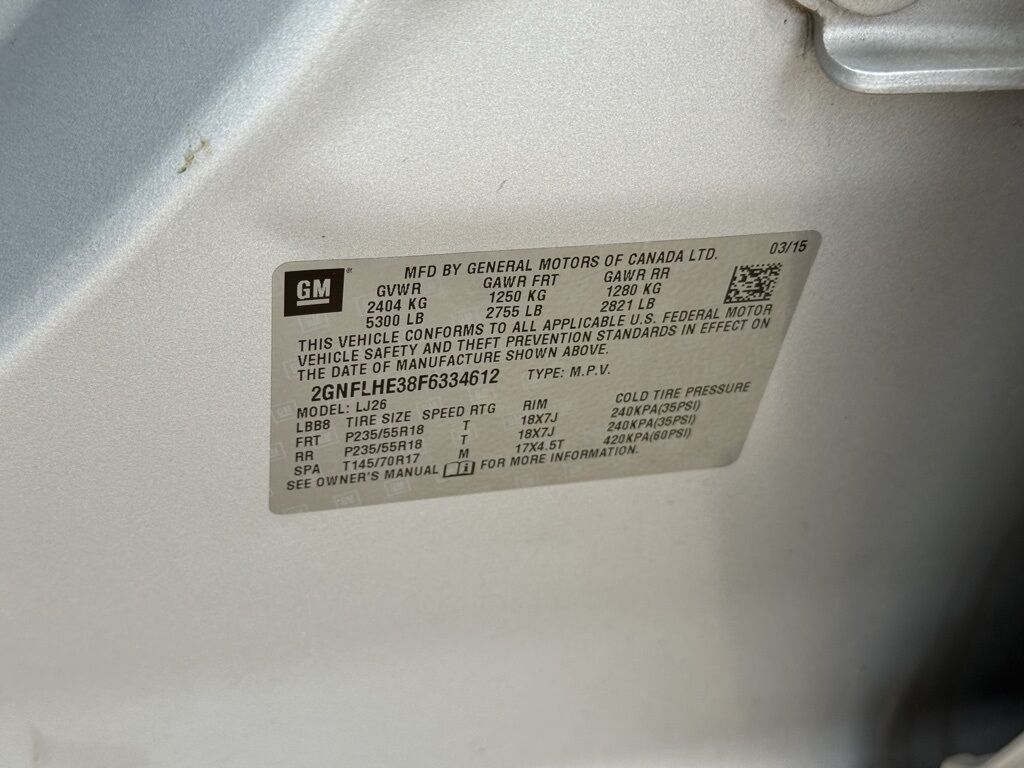 GM
®
MFD BY GENERAL MOTORS OF CANADA LTD. 03/15
GVWR GAWR FRT GAWR RR
2404 KG 1250 KG 1280 KG
5300 LB 2755 LB 2821 LB
THIS VEHICLE CONFORMS TO ALL APPLICABLE U.S. FEDERAL MOTOR
VEHICLE SAFETY AND THEFT PREVENTION STANDARDS IN EFFECT ON
THE DATE OF MANUFACTURE SHOWN ABOVE.
2GNFLHE38F6334612 TYPE: M.P.V.
MODEL: LJ26
LBB8 TIRE SIZE SPEED RTG RIM COLD TIRE PRESSURE
FRT P235/55R18 T 18X7J 240KPA(35PSI)
RR P235/55R18 T 18X7J 240KPA(35PSI)
SPA T145/70R17 M 17X4.5T 420KPA(60PSI)
SEE OWNER'S MANUAL i FOR MORE INFORMATION.